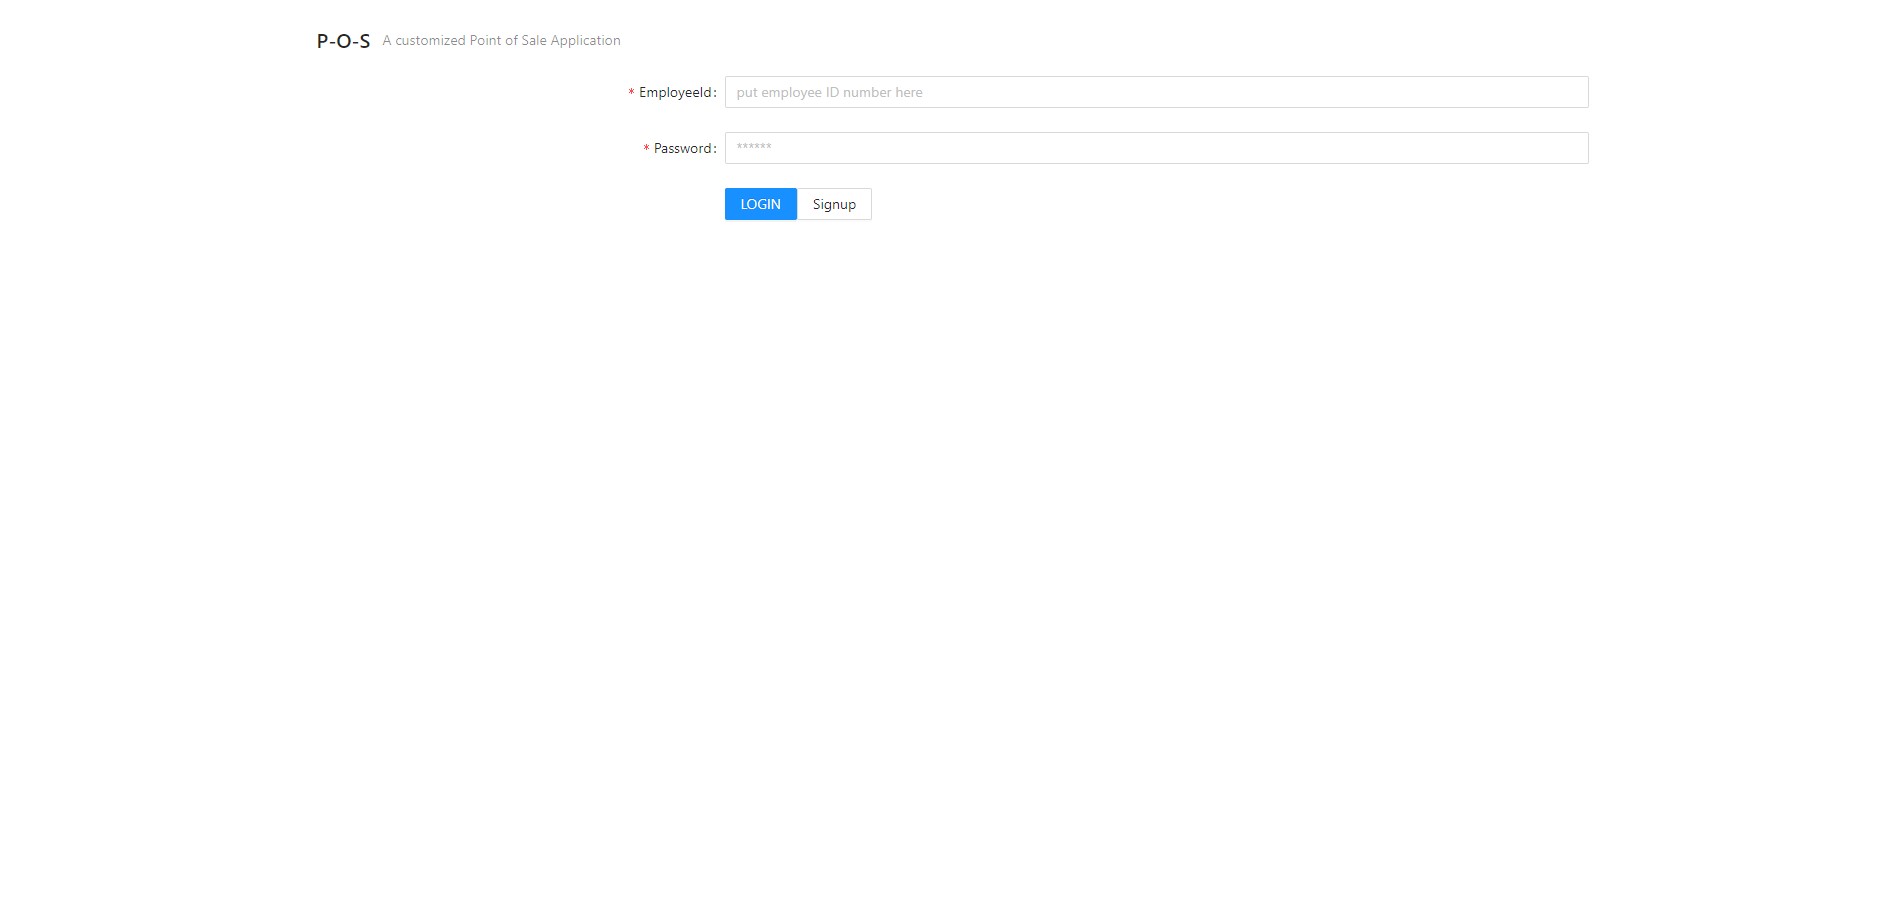 P-O-S A customized Point of Sale Application
* EmployeeId: put employee ID number here
* Password: ******
LOGIN Signup